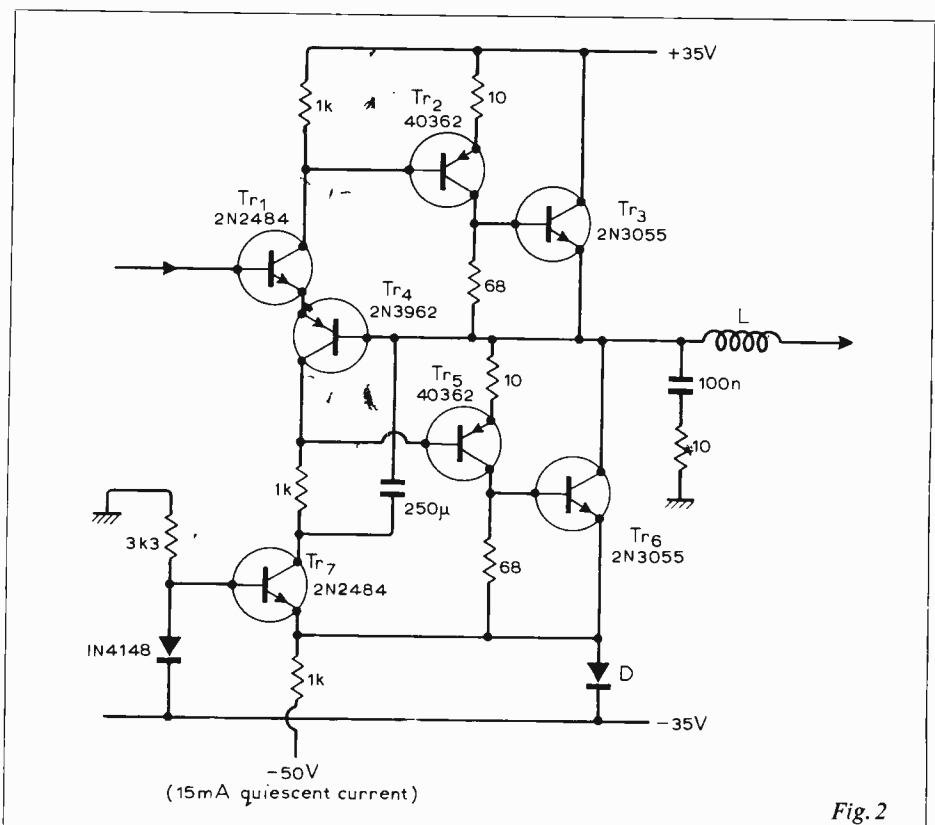 +35V
1k
10
Tr2
40362
Tr1
2N2484
Tr3
2N3055
Tr4
2N3962
68
L
10
Tr5
40362
100n
10
1k
250μ
3k3
Tr7
2N2484
68
Tr6
2N3055
IN4148
1k
D
−35V
−50V
(15mA quiescent current)
Fig. 2